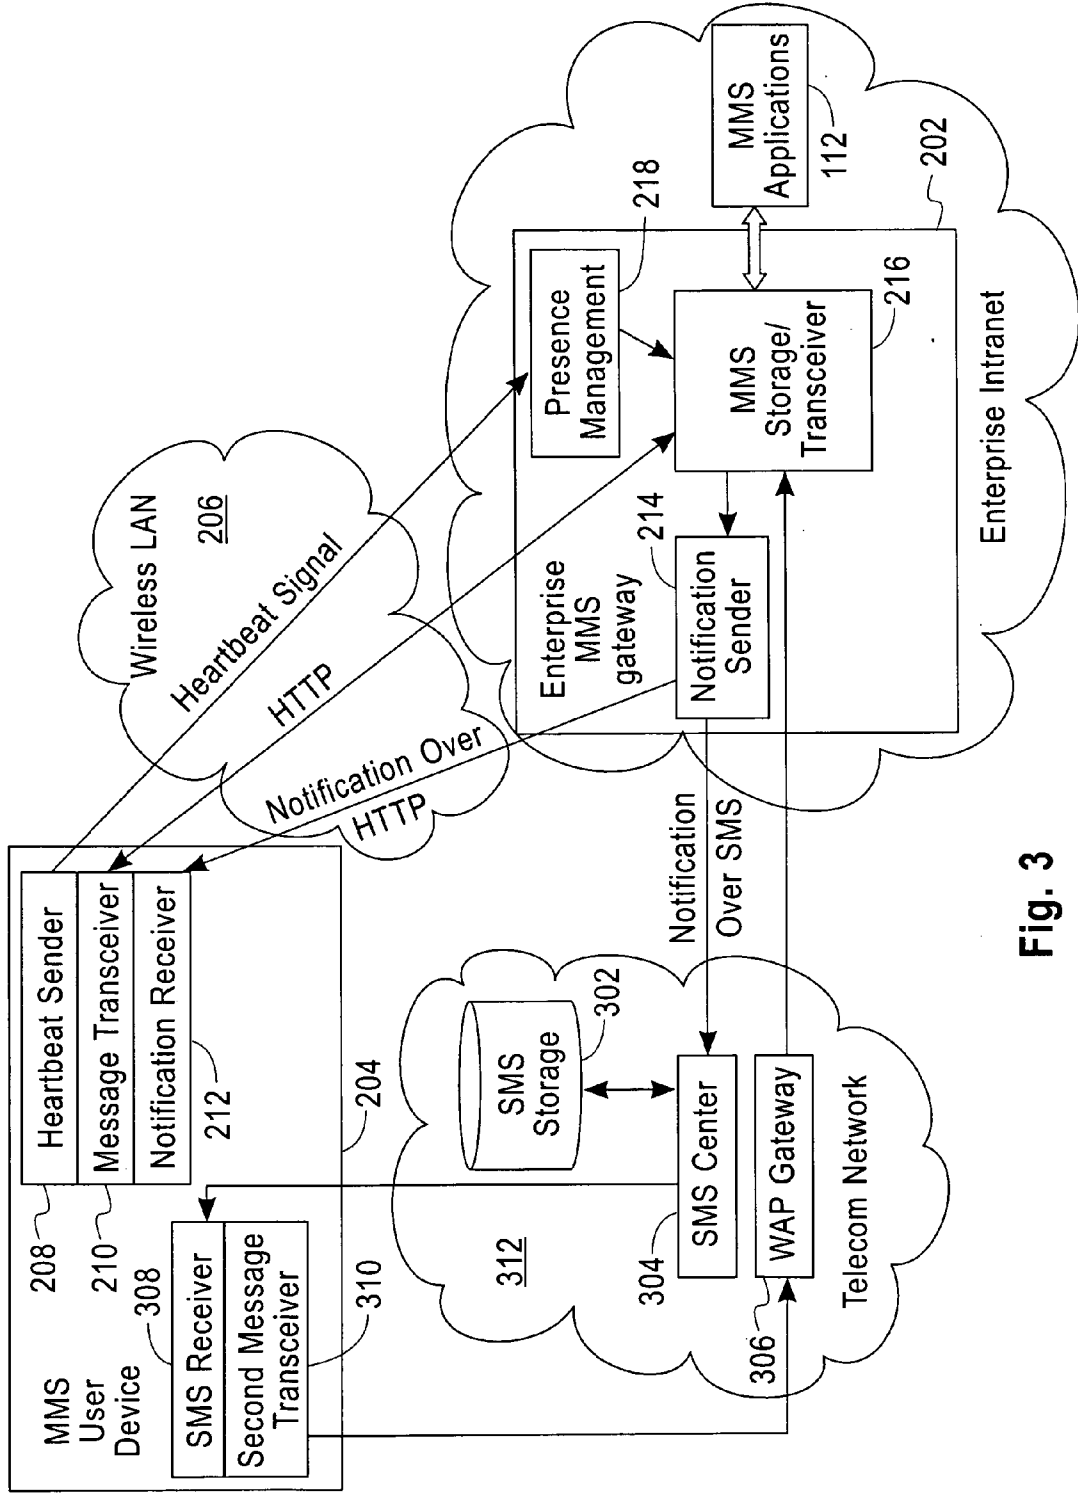 MMS
User
Device
208
Heartbeat Sender
210
Message Transceiver
Notification Receiver
212
308
SMS Receiver
Second Message
Transceiver
310
204
Wireless LAN
206
Heartbeat Signal
HTTP
Notification Over
HTTP
312
SMS
Storage
302
304
SMS Center
306
WAP Gateway
Telecom Network
Notification
Over SMS
Enterprise
MMS
gateway
Presence
Management
218
214
Notification
Sender
MMS
Storage/
Transceiver
216
MMS
Applications
112
202
Enterprise Intranet
Fig. 3